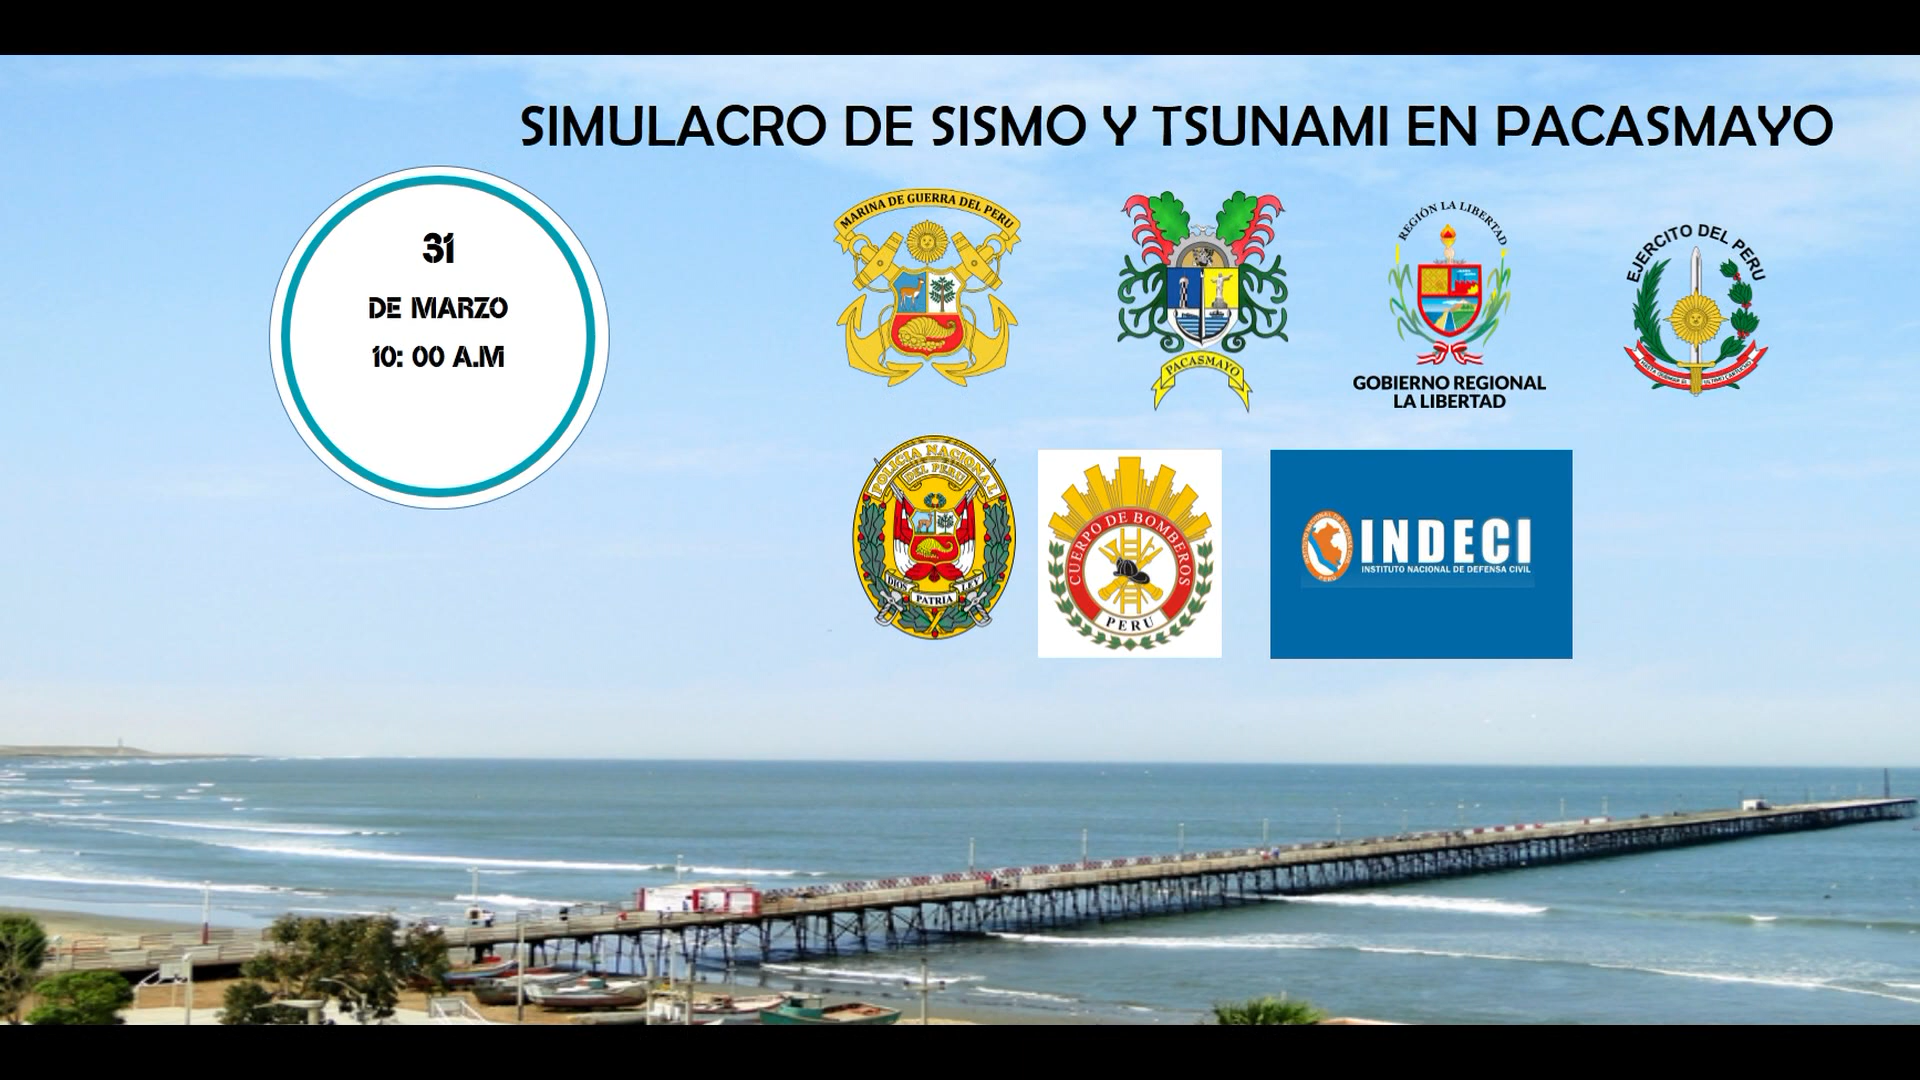 SIMULACRO DE SISMO Y TSUNAMI EN PACASMAYO
31
DE MARZO
10: 00 A.M
MARINA DE GUERRA DEL PERU
PACASMAYO
REGIÓN LA LIBERTAD
GOBIERNO REGIONAL
LA LIBERTAD
EJERCITO DEL PERU
POLICIA NACIONAL
DEL PERU
DIOS
PATRIA
LEY
CUERPO DE BOMBEROS
PERU
INDECI
INSTITUTO NACIONAL DE DEFENSA CIVIL
PERU